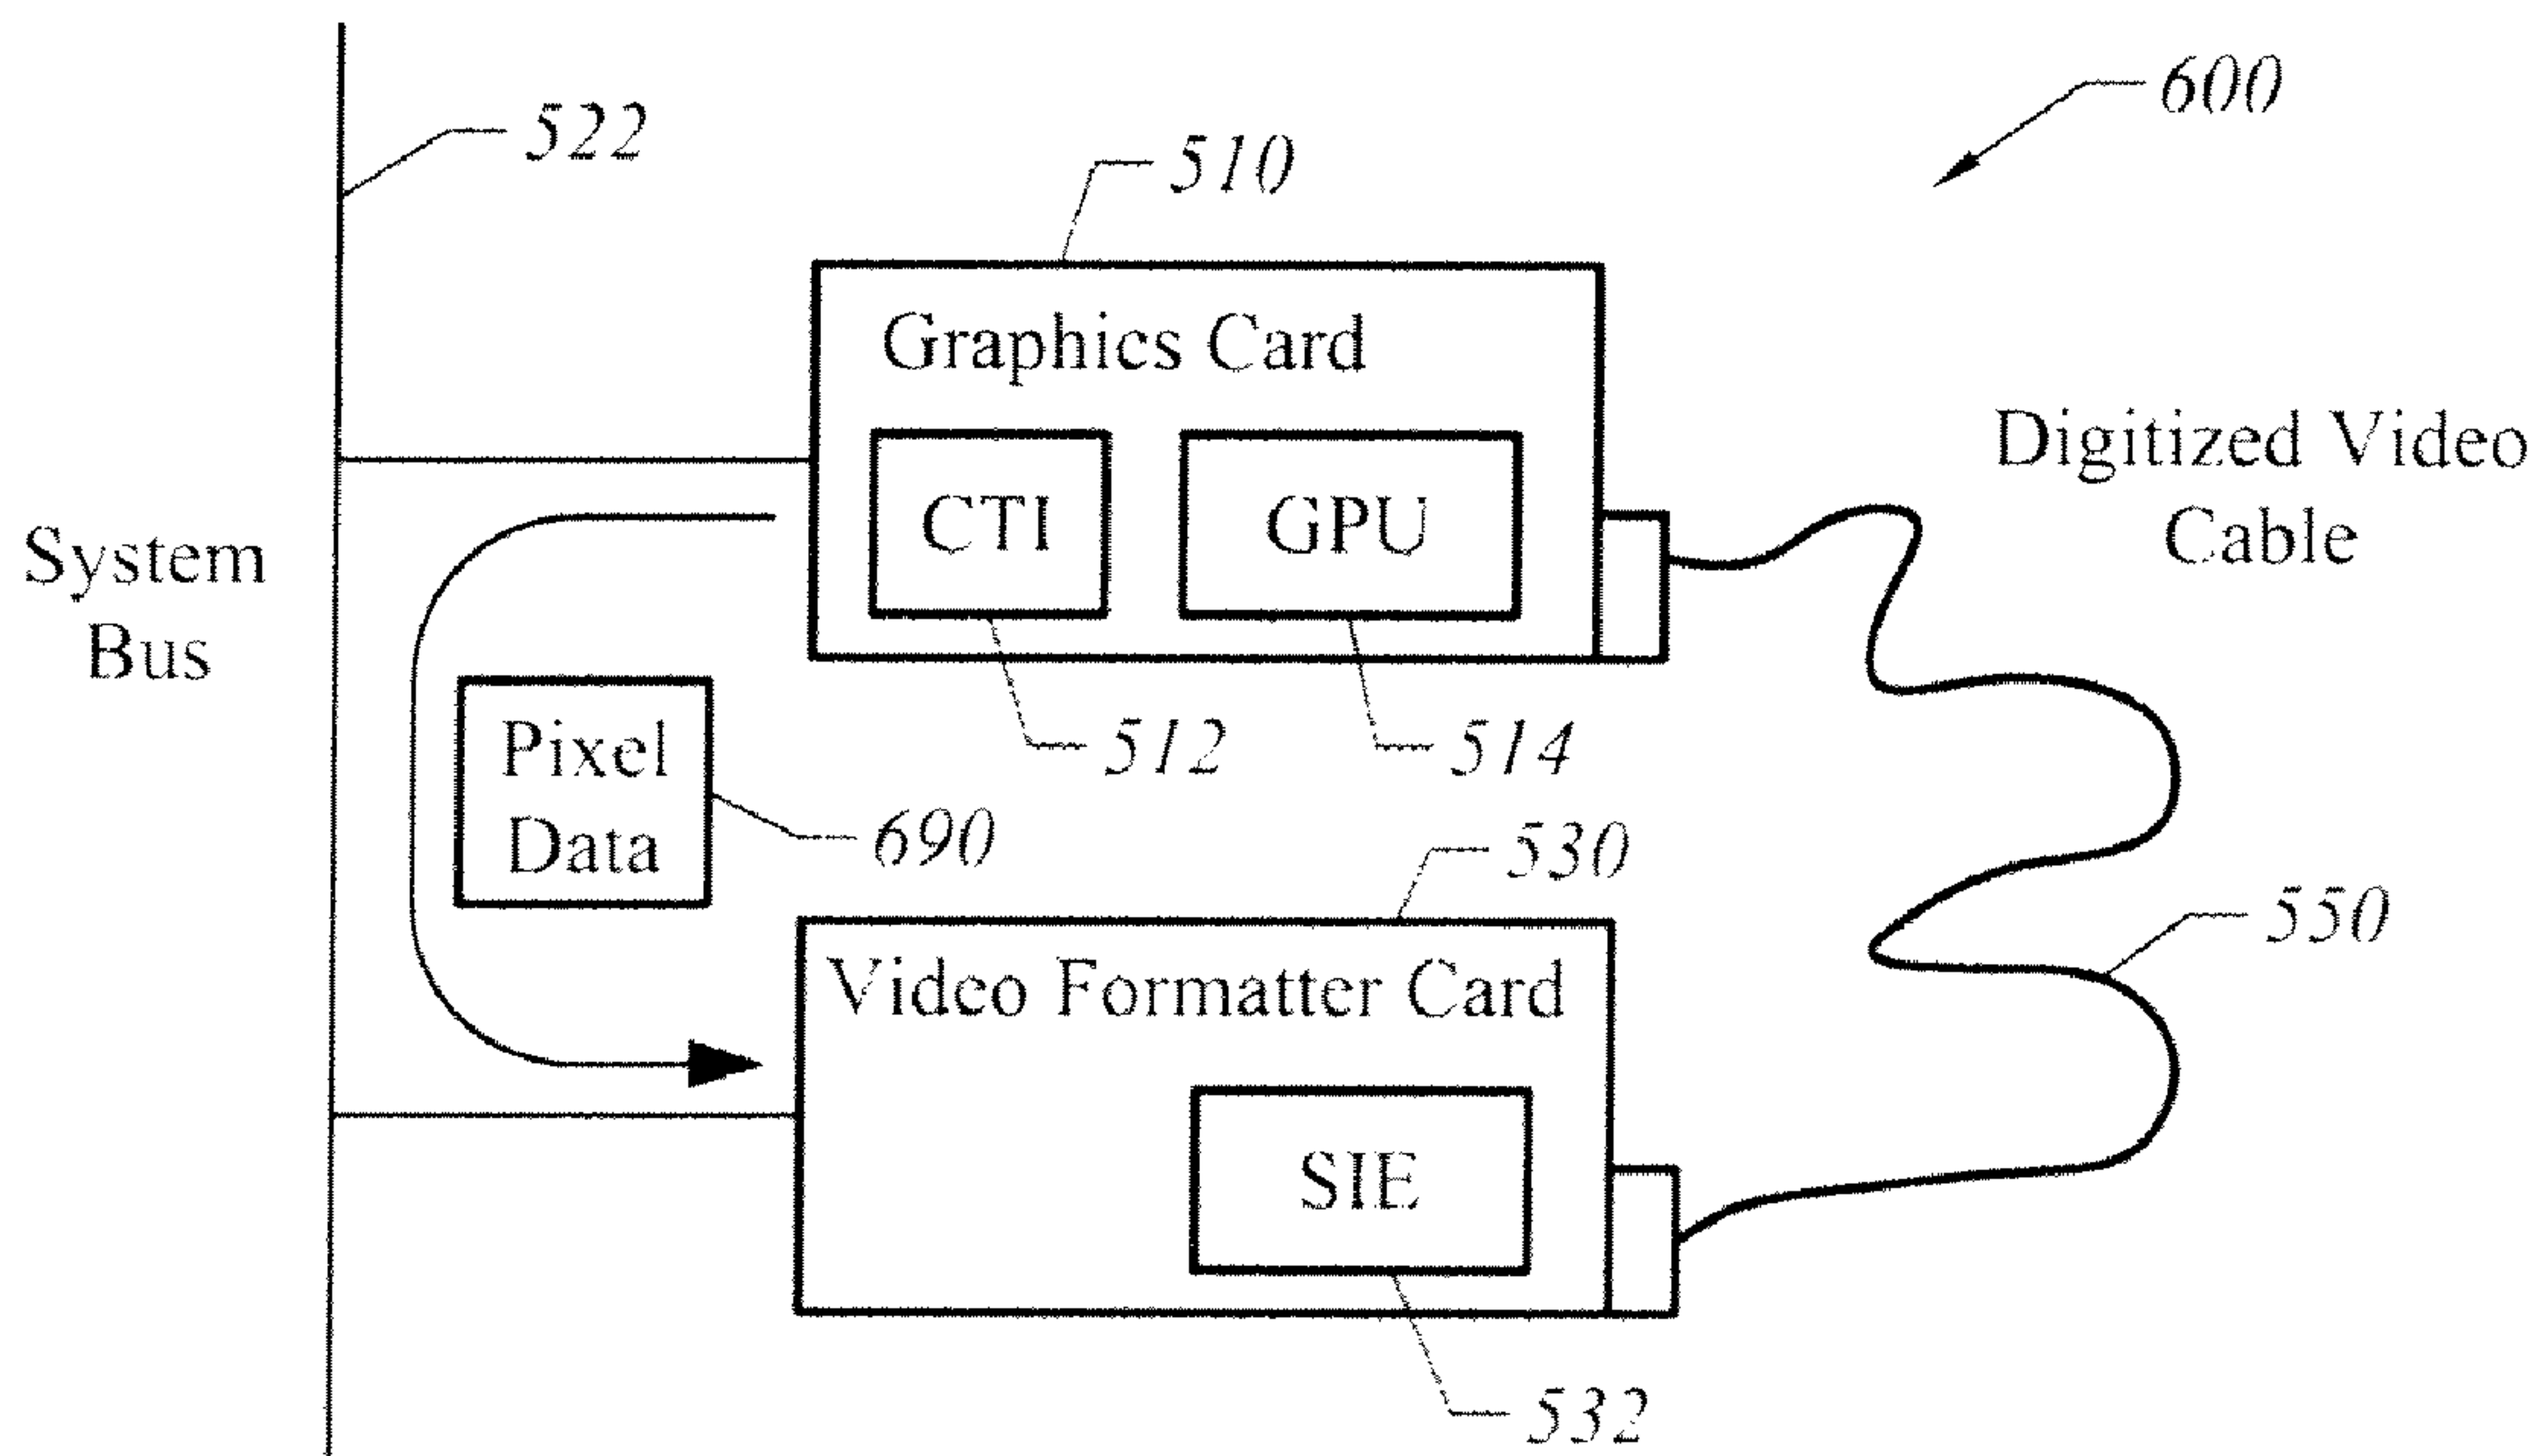 600
522
510
Graphics Card
CTI
GPU
Digitized Video
Cable
System
Bus
512
514
Pixel
Data
690
530
550
Video Formatter Card
SIE
532